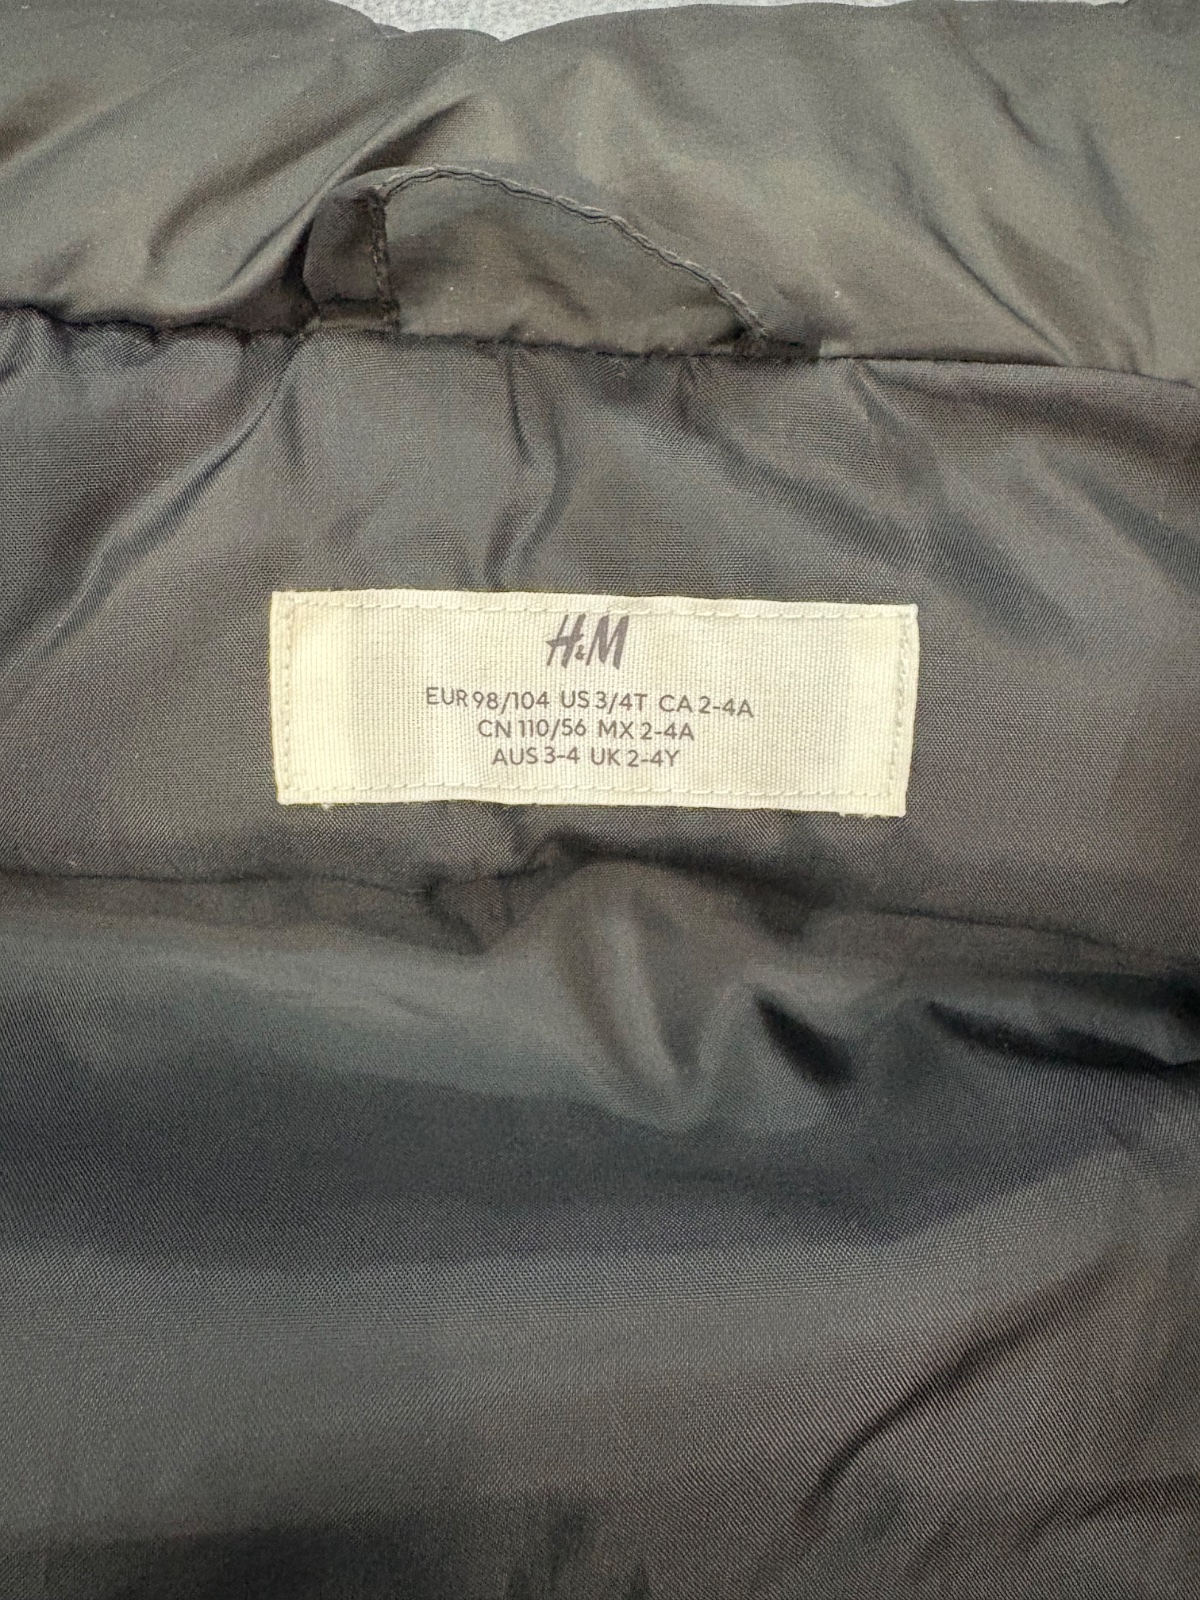 H&M
EUR 98/104 US 3/4T CA 2-4A
CN 110/56 MX 2-4A
AUS 3-4 UK 2-4Y